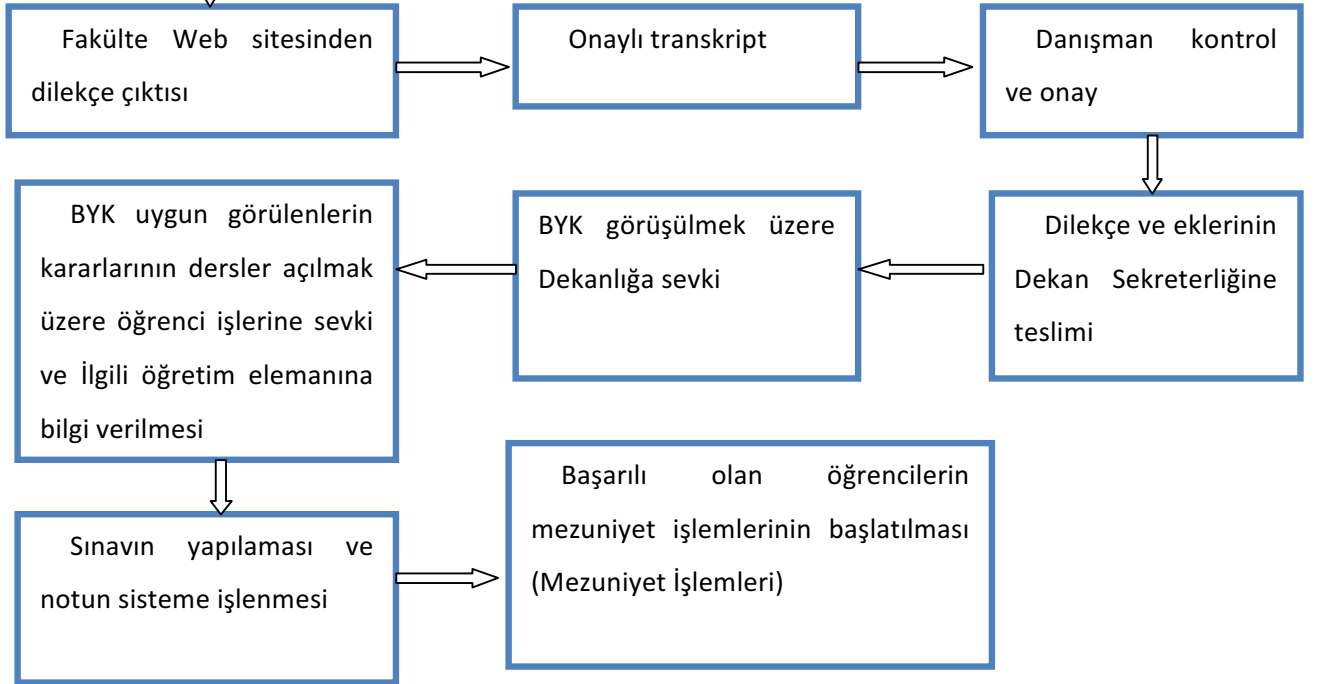 Fakülte Web sitesinden
dilekçe çıktısı
Onaylı transkript
Danışman kontrol
ve onay
Dilekçe ve eklerinin
Dekan Sekreterliğine
teslimi
BYK görüşülmek üzere
Dekanlığa sevki
BYK uygun görülenlerin
kararlarının dersler açılmak
üzere öğrenci işlerine sevki
ve İlgili öğretim elemanına
bilgi verilmesi
Sınavın yapılaması ve
notun sisteme işlenmesi
Başarılı olan öğrencilerin
mezuniyet işlemlerinin başlatılması
(Mezuniyet İşlemleri)